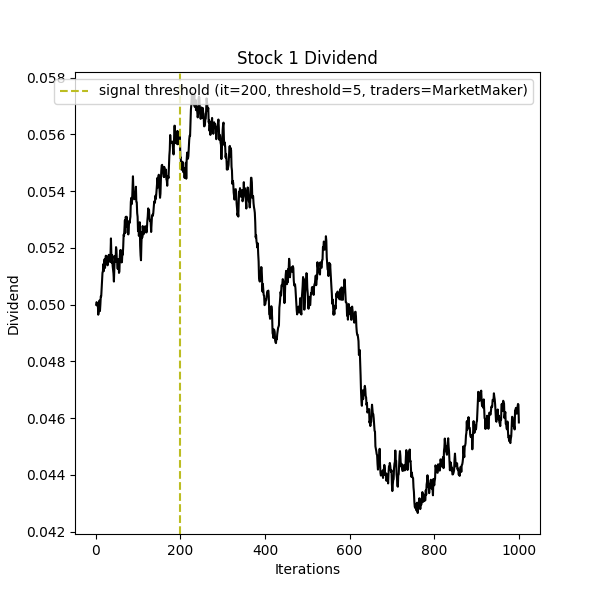 Stock 1 Dividend
signal threshold (it=200, threshold=5, traders=MarketMaker)
0.058
0.056
0.054
0.052
0.050
0.048
0.046
0.044
0.042
Dividend
0 200 400 600 800 1000
Iterations